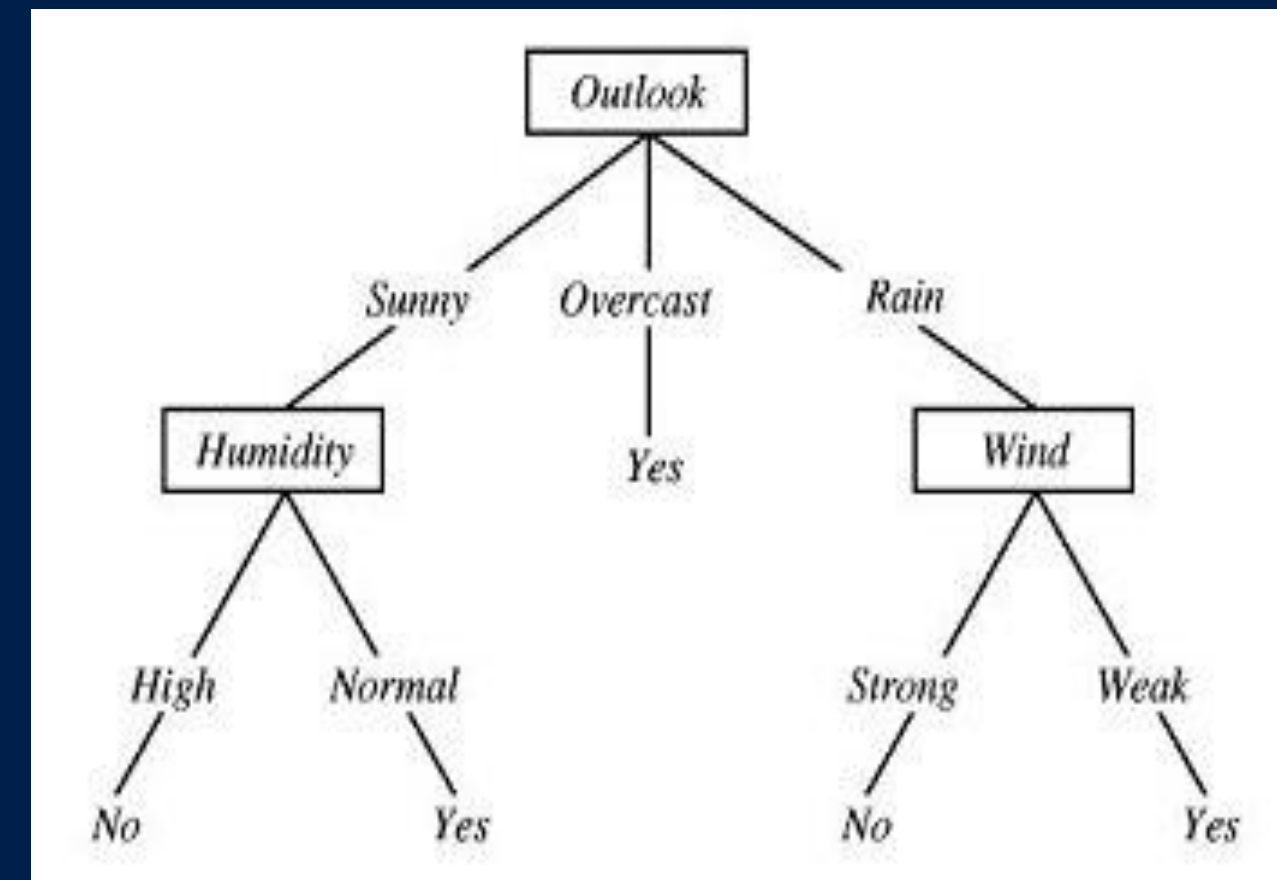 Outlook
Sunny Overcast Rain
Humidity Yes Wind
High Normal Strong Weak
No Yes No Yes